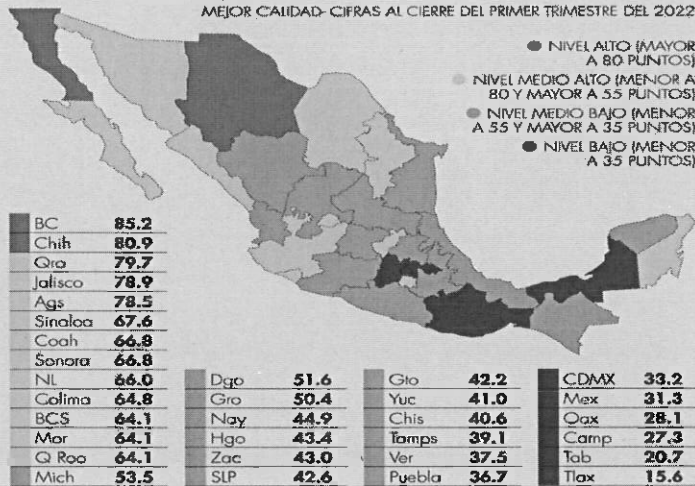 MEJOR CALIDAD- CIFRAS AL CIERRE DEL PRIMER TRIMESTRE DEL 2022
NIVEL ALTO (MAYOR
A 80 PUNTOS)
NIVEL MEDIO ALTO (MENOR A
80 Y MAYOR A 55 PUNTOS)
NIVEL MEDIO BAJO (MENOR
A 55 Y MAYOR A 35 PUNTOS)
NIVEL BAJO (MENOR
A 35 PUNTOS)
BC 85.2
Chih 80.9
Qro 79.7
Jalisco 78.9
Ags 78.5
Sinaloa 67.6
Coah 66.8
Sonora 66.8
NL 66.0
Colima 64.8
BCS 64.1
Mor 64.1
Q Roo 64.1
Mich 53.5
Dgo 51.6
Gro 50.4
Nay 44.9
Hgo 43.4
Zac 43.0
SLP 42.6
Gto 42.2
Yuc 41.0
Chis 40.6
Tamps 39.1
Ver 37.5
Puebla 36.7
CDMX 33.2
Mex 31.3
Oax 28.1
Camp 27.3
Tab 20.7
Tlax 15.6